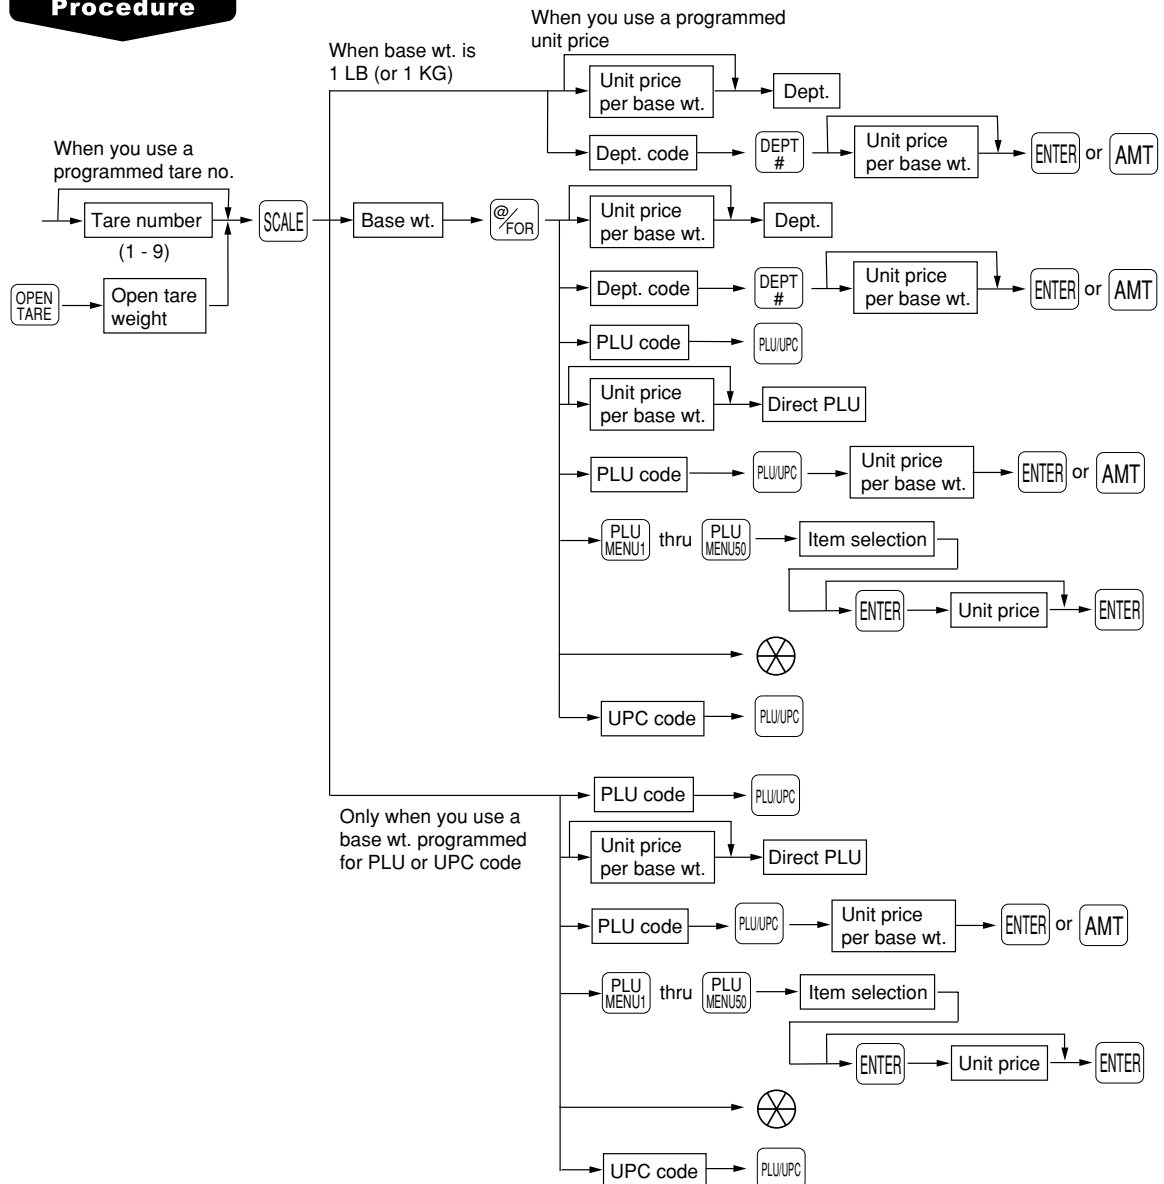 Procedure
When you use a programmed
unit price
When base wt. is
1 LB (or 1 KG)
Unit price
per base wt.
Dept.
When you use a
programmed tare no.
Dept. code
DEPT
#
Unit price
per base wt.
ENTER or AMT
Tare number
(1 - 9)
SCALE
Base wt.
@/FOR
Unit price
per base wt.
Dept.
OPEN
TARE
Open tare
weight
Dept. code
DEPT
#
Unit price
per base wt.
ENTER or AMT
PLU code
PLU/UPC
Unit price
per base wt.
Direct PLU
PLU code
PLU/UPC
Unit price
per base wt.
ENTER or AMT
PLU
MENU1
thru
PLU
MENU50
Item selection
ENTER
Unit price
ENTER
UPC code
PLU/UPC
PLU code
PLU/UPC
Only when you use a
base wt. programmed
for PLU or UPC code
Unit price
per base wt.
Direct PLU
PLU code
PLU/UPC
Unit price
per base wt.
ENTER or AMT
PLU
MENU1
thru
PLU
MENU50
Item selection
ENTER
Unit price
ENTER
UPC code
PLU/UPC